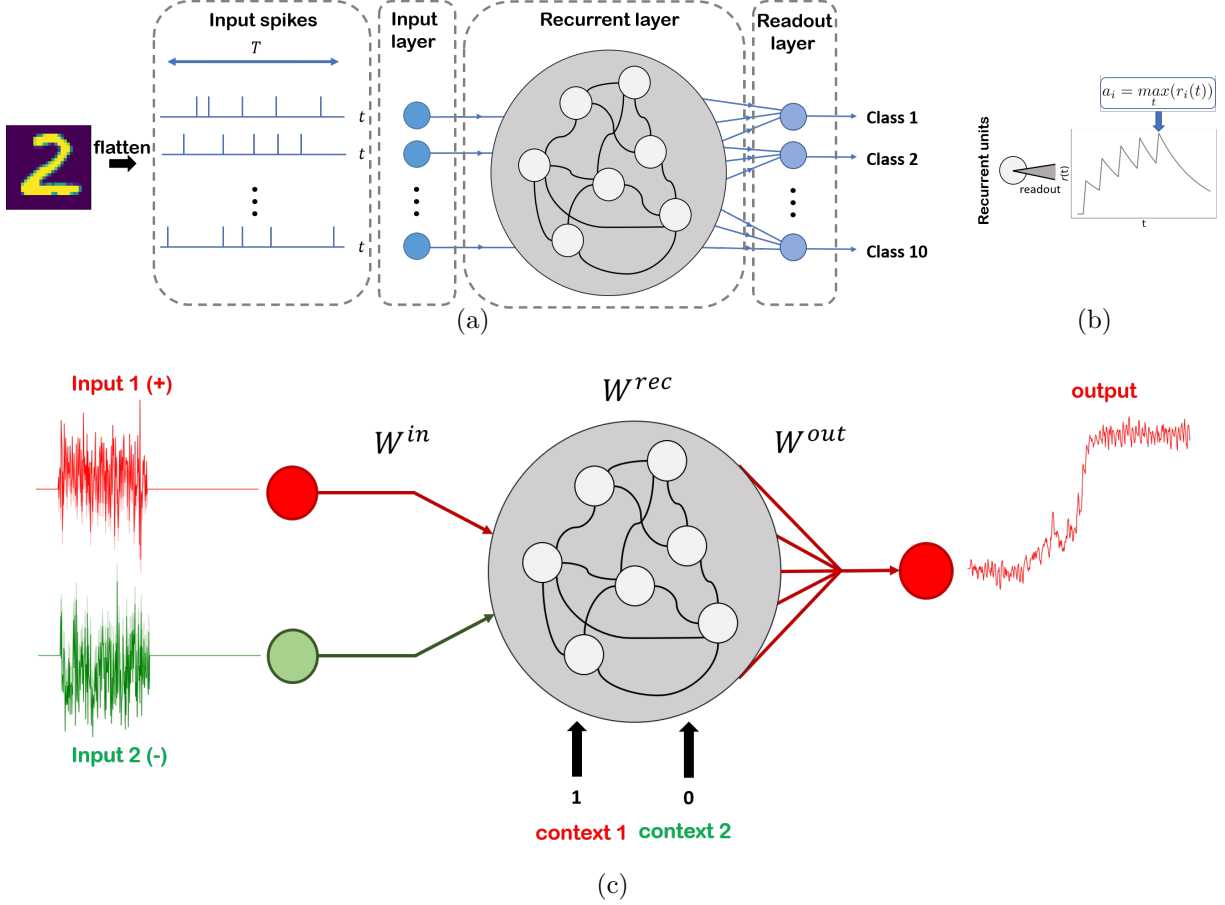 Input spikes
Input
layer
Recurrent layer
Readout
layer
T
t
flatten
t
t
Class 1
Class 2
Class 10
(a)
a_i = max_t(r_i(t))
Recurrent units
readout
r(t)
t
(b)
Input 1 (+)
W^{in}
W^{rec}
W^{out}
output
Input 2 (-)
1
0
context 1
context 2
(c)